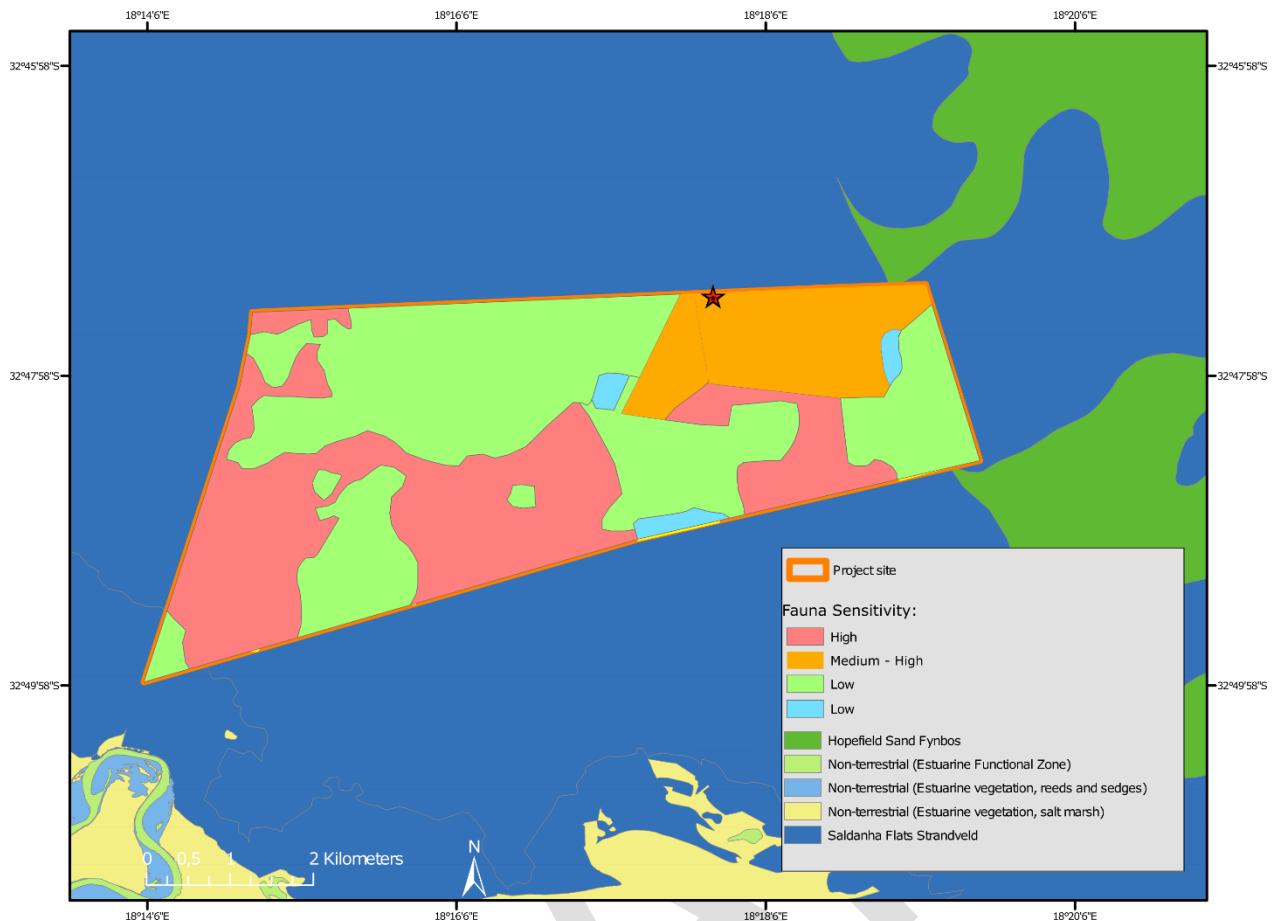 18°14'6"E 18°16'6"E 18°18'6"E 18°20'6"E
32°45'58"S 32°45'58"S
32°47'58"S 32°47'58"S
Project site
Fauna Sensitivity:
High
Medium - High
Low
Low
32°49'58"S 32°49'58"S
Hopefield Sand Fynbos
Non-terrestrial (Estuarine Functional Zone)
Non-terrestrial (Estuarine vegetation, reeds and sedges)
Non-terrestrial (Estuarine vegetation, salt marsh)
Saldanha Flats Strandveld
N
0 0,5 1 2 Kilometers
18°14'6"E 18°16'6"E 18°18'6"E 18°20'6"E